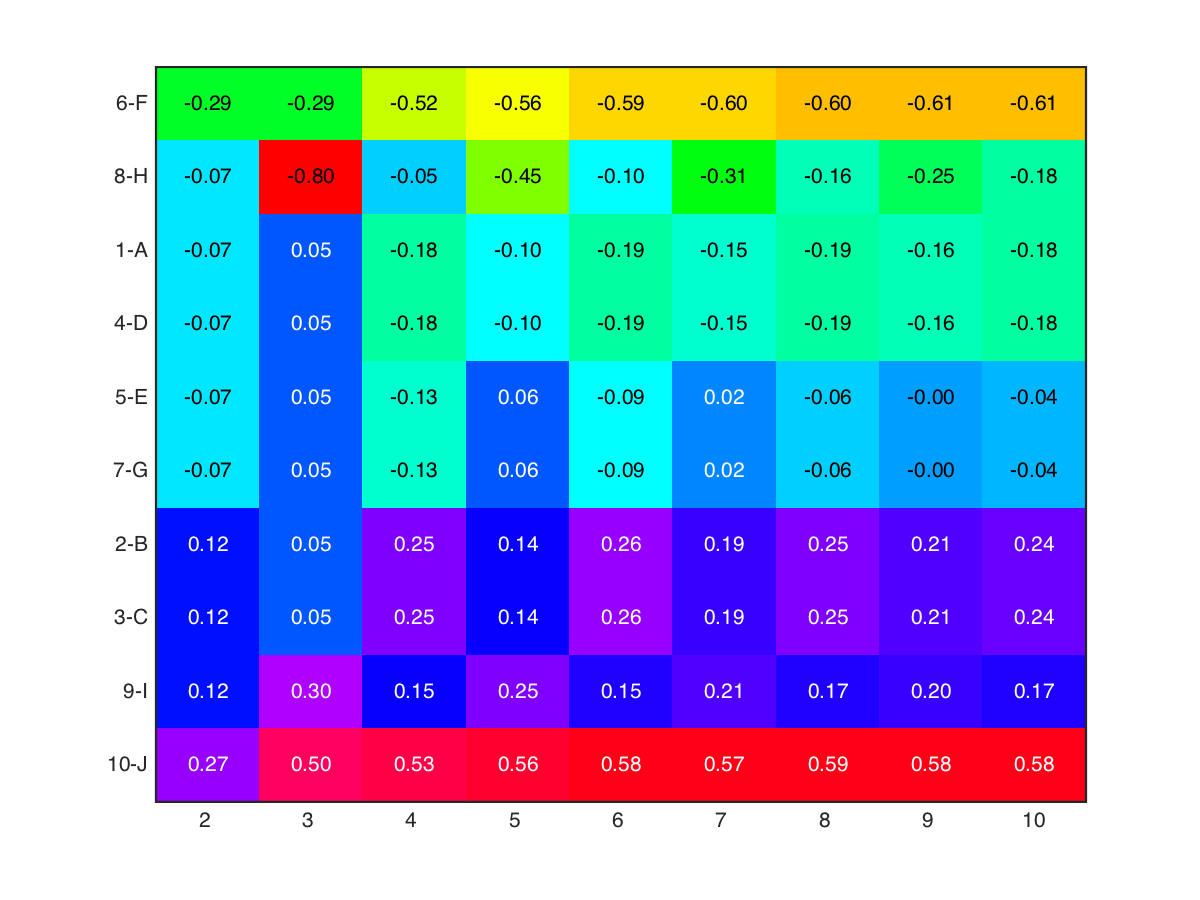 6-F -0.29 -0.29 -0.52 -0.56 -0.59 -0.60 -0.60 -0.61 -0.61
8-H -0.07 -0.80 -0.05 -0.45 -0.10 -0.31 -0.16 -0.25 -0.18
1-A -0.07 0.05 -0.18 -0.10 -0.19 -0.15 -0.19 -0.16 -0.18
4-D -0.07 0.05 -0.18 -0.10 -0.19 -0.15 -0.19 -0.16 -0.18
5-E -0.07 0.05 -0.13 0.06 -0.09 0.02 -0.06 -0.00 -0.04
7-G -0.07 0.05 -0.13 0.06 -0.09 0.02 -0.06 -0.00 -0.04
2-B 0.12 0.05 0.25 0.14 0.26 0.19 0.25 0.21 0.24
3-C 0.12 0.05 0.25 0.14 0.26 0.19 0.25 0.21 0.24
9-I 0.12 0.30 0.15 0.25 0.15 0.21 0.17 0.20 0.17
10-J 0.27 0.50 0.53 0.56 0.58 0.57 0.59 0.58 0.58
2 3 4 5 6 7 8 9 10